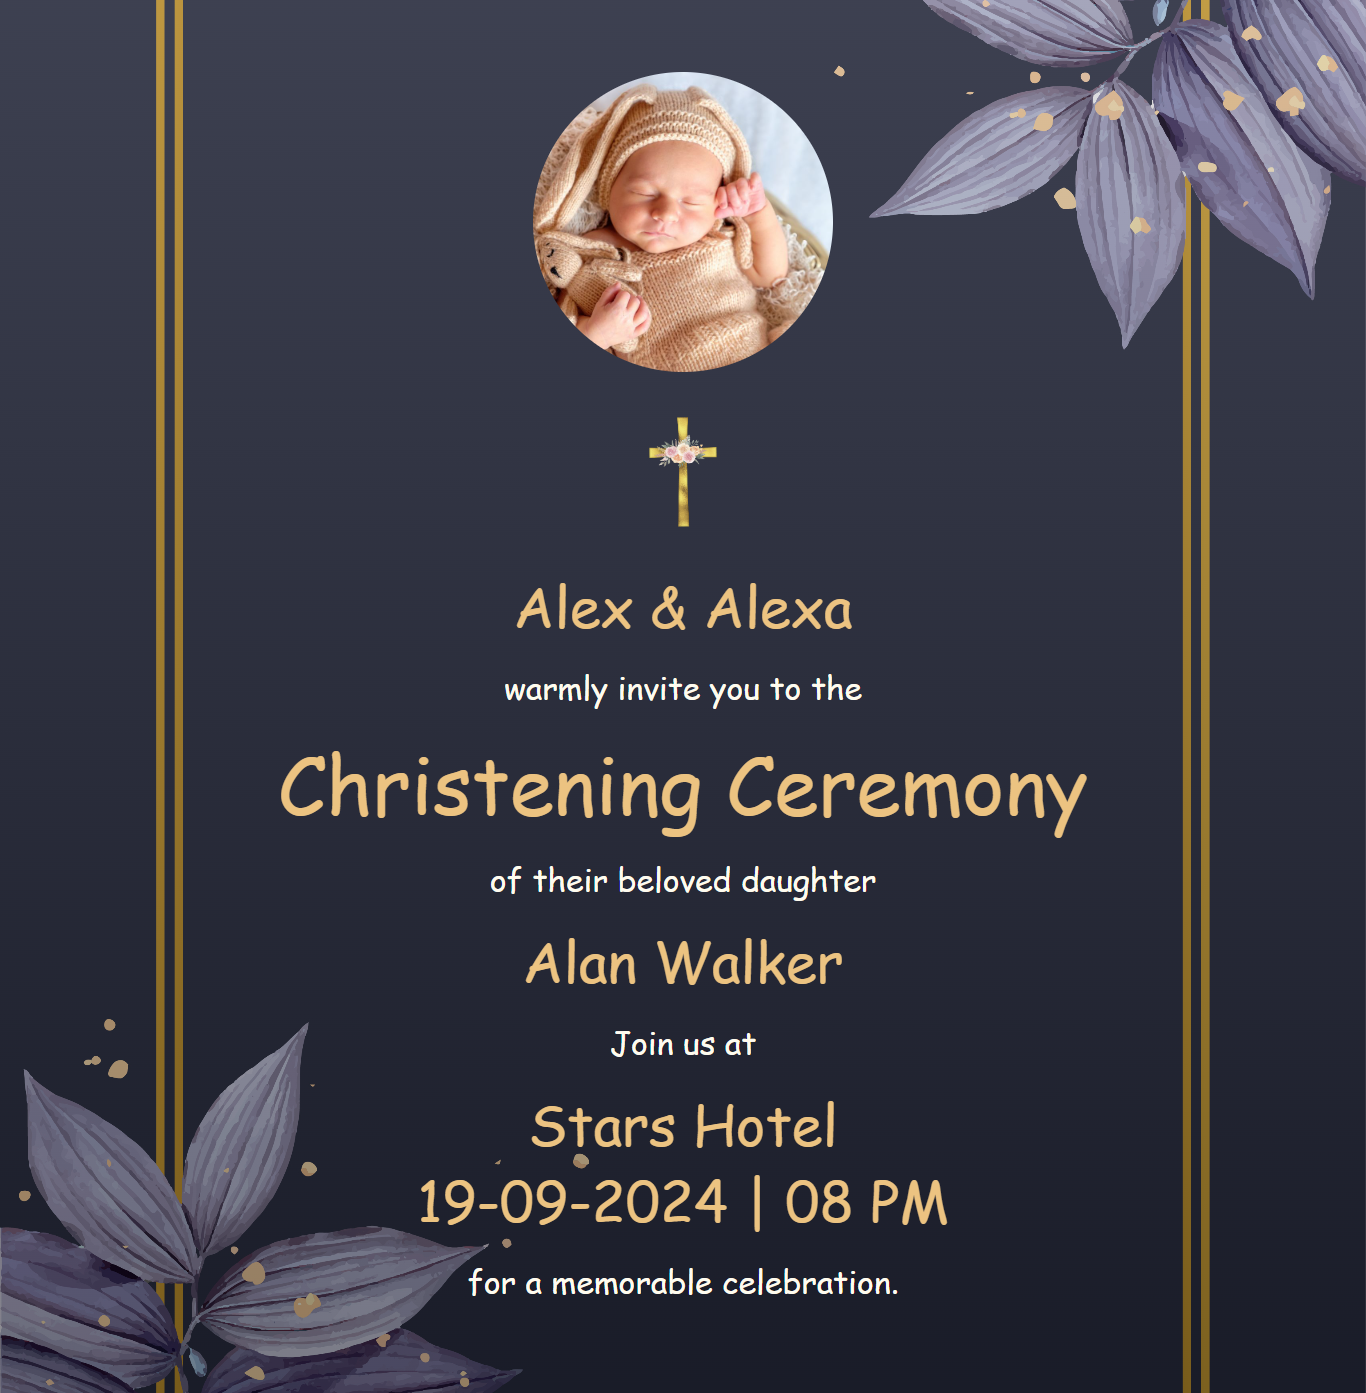 Alex & Alexa
warmly invite you to the
Christening Ceremony
of their beloved daughter
Alan Walker
Join us at
Stars Hotel
19-09-2024 | 08 PM
for a memorable celebration.